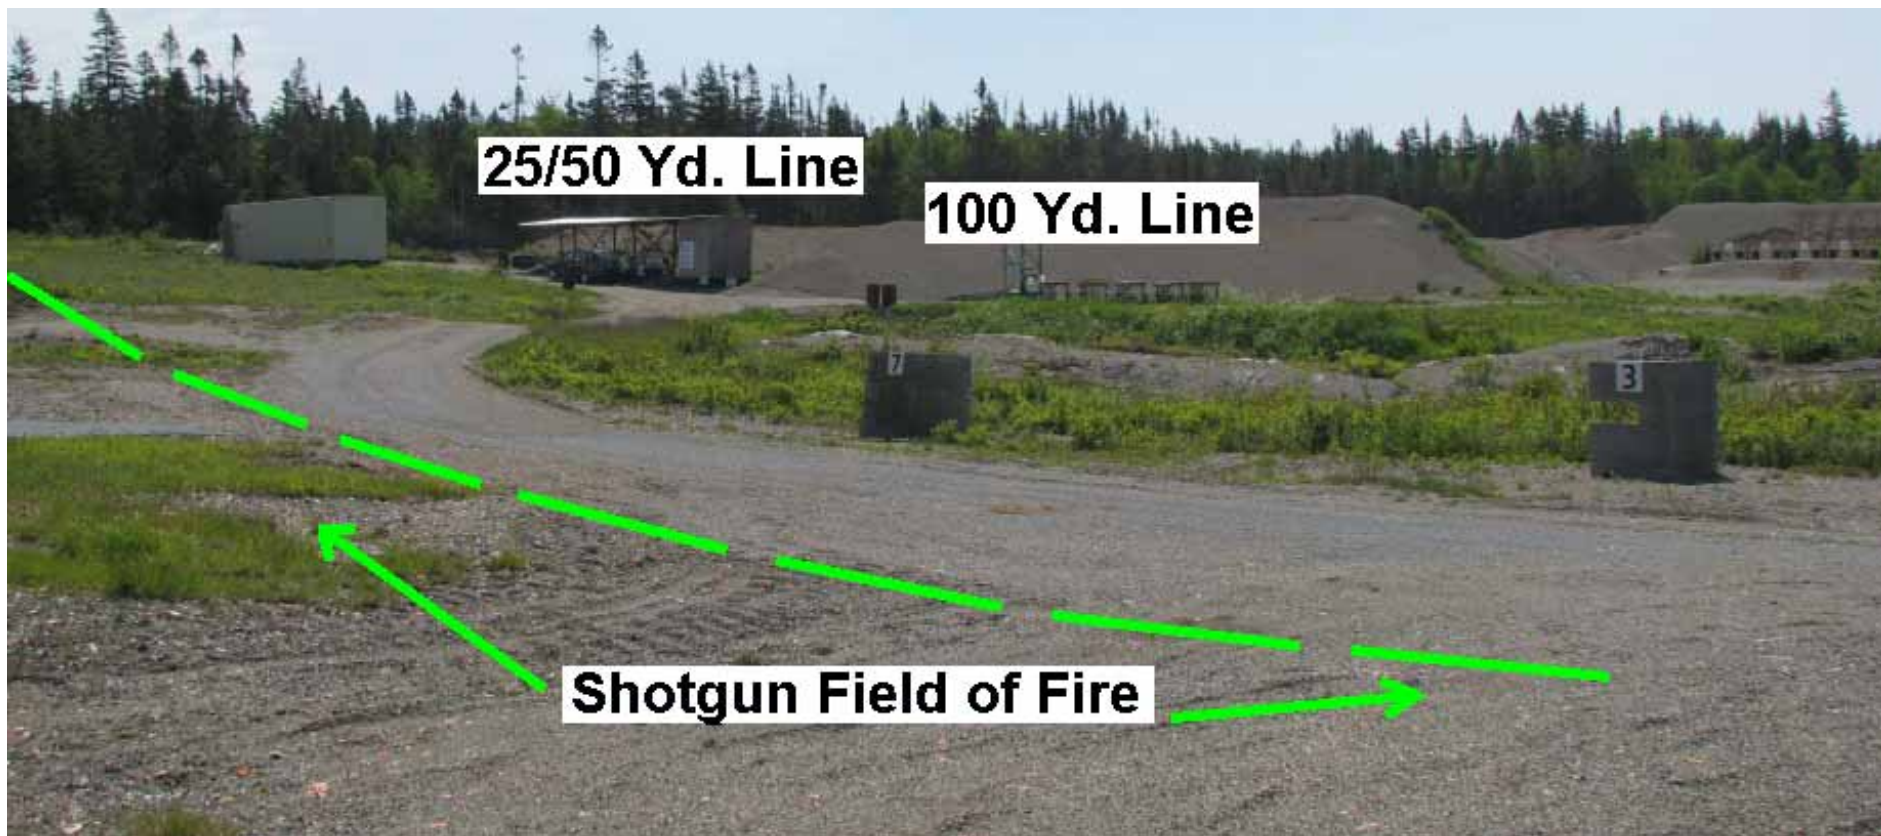 25/50 Yd. Line
100 Yd. Line
7
3
Shotgun Field of Fire